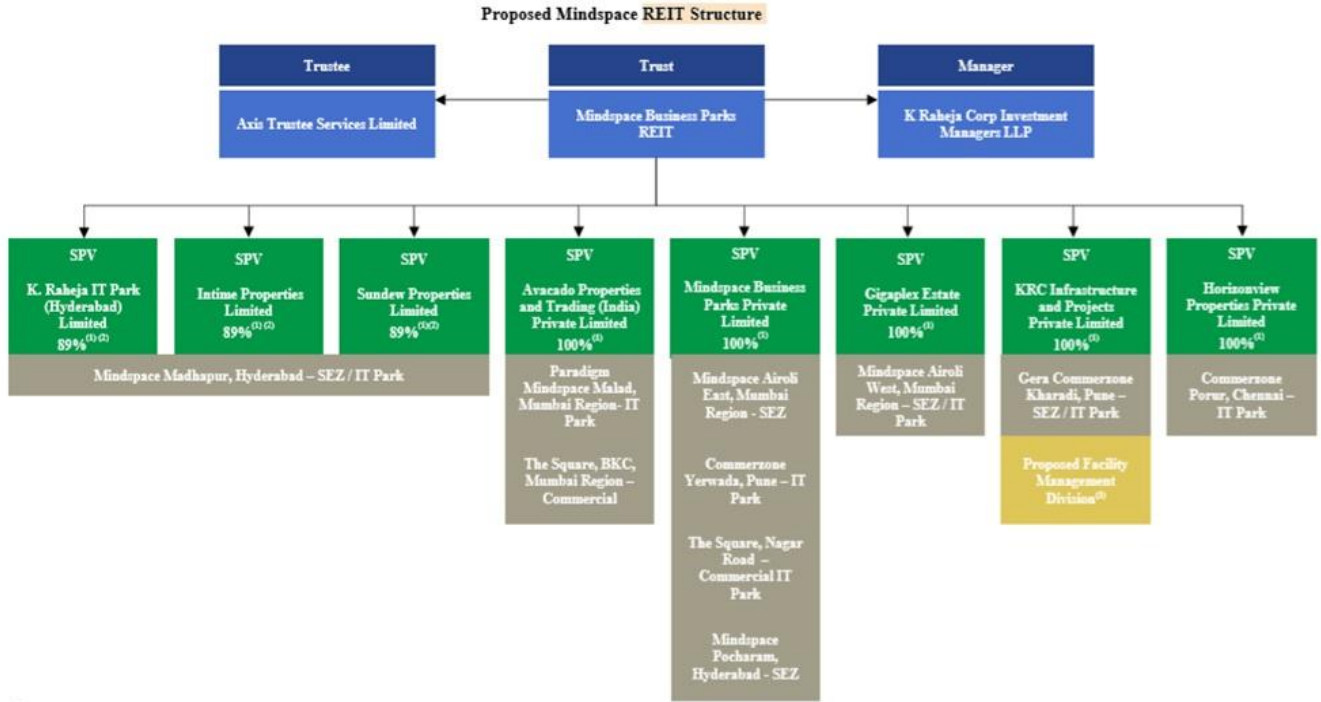 Proposed Mindspace REIT Structure
Trustee
Axis Trustee Services Limited
Trust
Mindspace Business Parks
REIT
Manager
K Raheja Corp Investment
Managers LLP
SPV
K. Raheja IT Park
(Hyderabad)
Limited
89%(1) (2)
SPV
Intime Properties
Limited
89%(1) (2)
SPV
Sundew Properties
Limited
89%(1)(2)
Mindspace Madhapur, Hyderabad – SEZ / IT Park
SPV
Avacado Properties
and Trading (India)
Private Limited
100%(1)
Paradigm
Mindspace Malad,
Mumbai Region- IT
Park
The Square, BKC,
Mumbai Region –
Commercial
SPV
Mindspace Business
Parks Private
Limited
100%(1)
Mindspace Airoli
East, Mumbai
Region - SEZ
Commerzone
Yerwada, Pune – IT
Park
The Square, Nagar
Road –
Commercial IT
Park
Mindspace
Pocharam,
Hyderabad - SEZ
SPV
Gigaplex Estate
Private Limited
100%(1)
Mindspace Airoli
West, Mumbai
Region – SEZ / IT
Park
SPV
KRC Infrastructure
and Projects
Private Limited
100%(1)
Gera Commerzone
Kharadi, Pune –
SEZ / IT Park
Proposed Facility
Management
Division(3)
SPV
Horizonview
Properties Private
Limited
100%(1)
Commerzone
Porur, Chennai –
IT Park